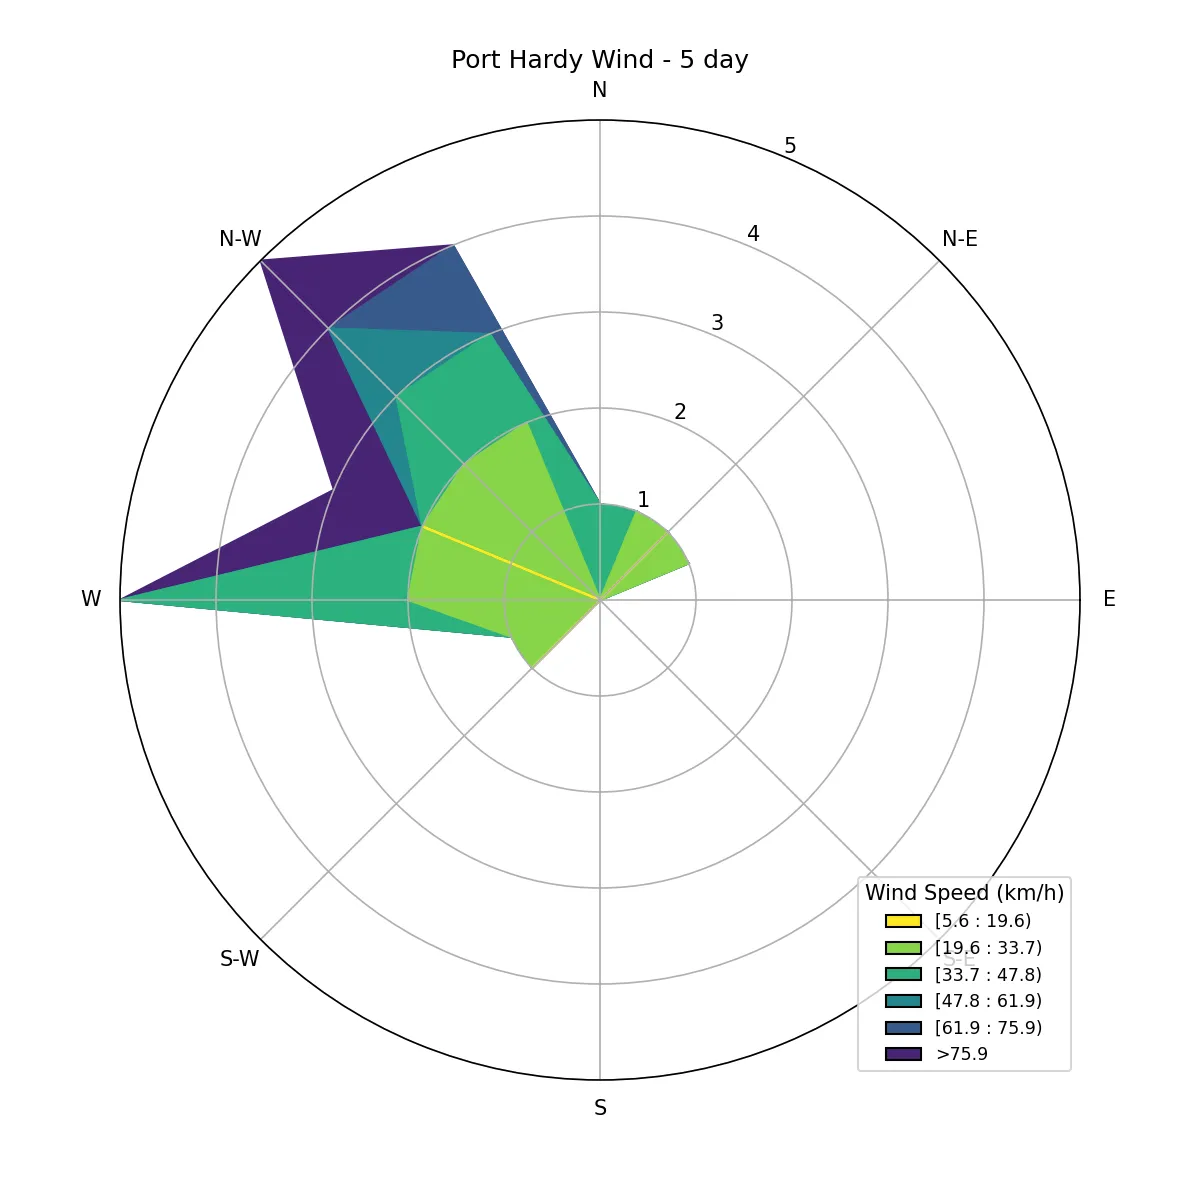 Port Hardy Wind - 5 day
N
5
N-W
4
N-E
3
2
1
W
E
S-W
S-E
S
Wind Speed (km/h)
[5.6 : 19.6)
[19.6 : 33.7)
[33.7 : 47.8)
[47.8 : 61.9)
[61.9 : 75.9)
>75.9